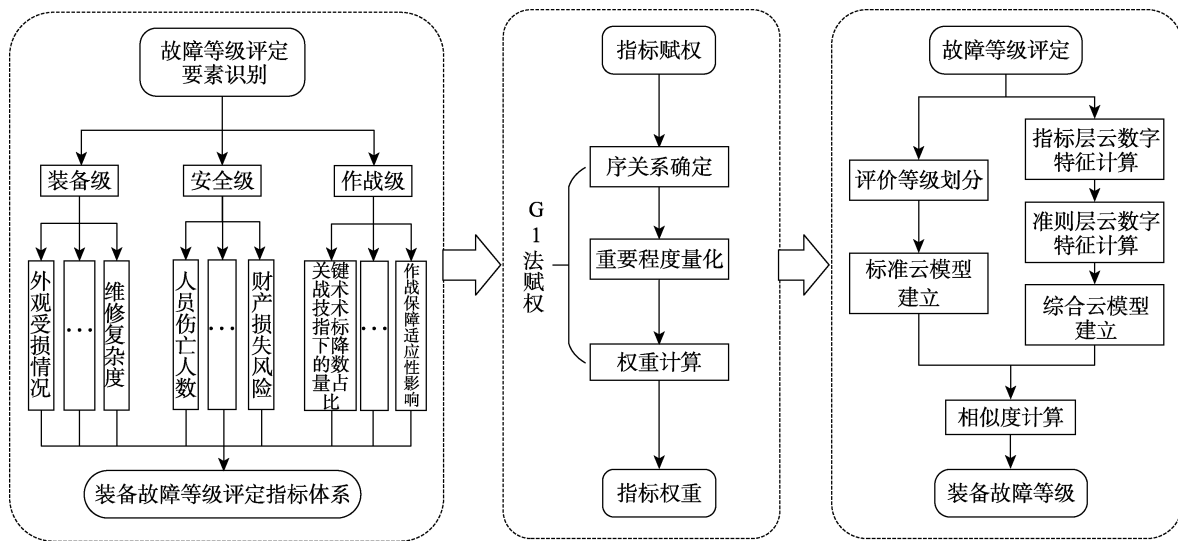 故障等级评定
要素识别
装备级
安全级
作战级
外观受损情况
…
维修复杂度
人员伤亡人数
…
财产损失风险
关键战术技术指标下降的数量占比
…
作战保障适应性影响
装备故障等级评定指标体系
指标赋权
G1法赋权
序关系确定
重要程度量化
权重计算
指标权重
故障等级评定
评价等级划分
标准云模型
建立
指标层云数字
特征计算
准则层云数字
特征计算
综合云模型
建立
相似度计算
装备故障等级